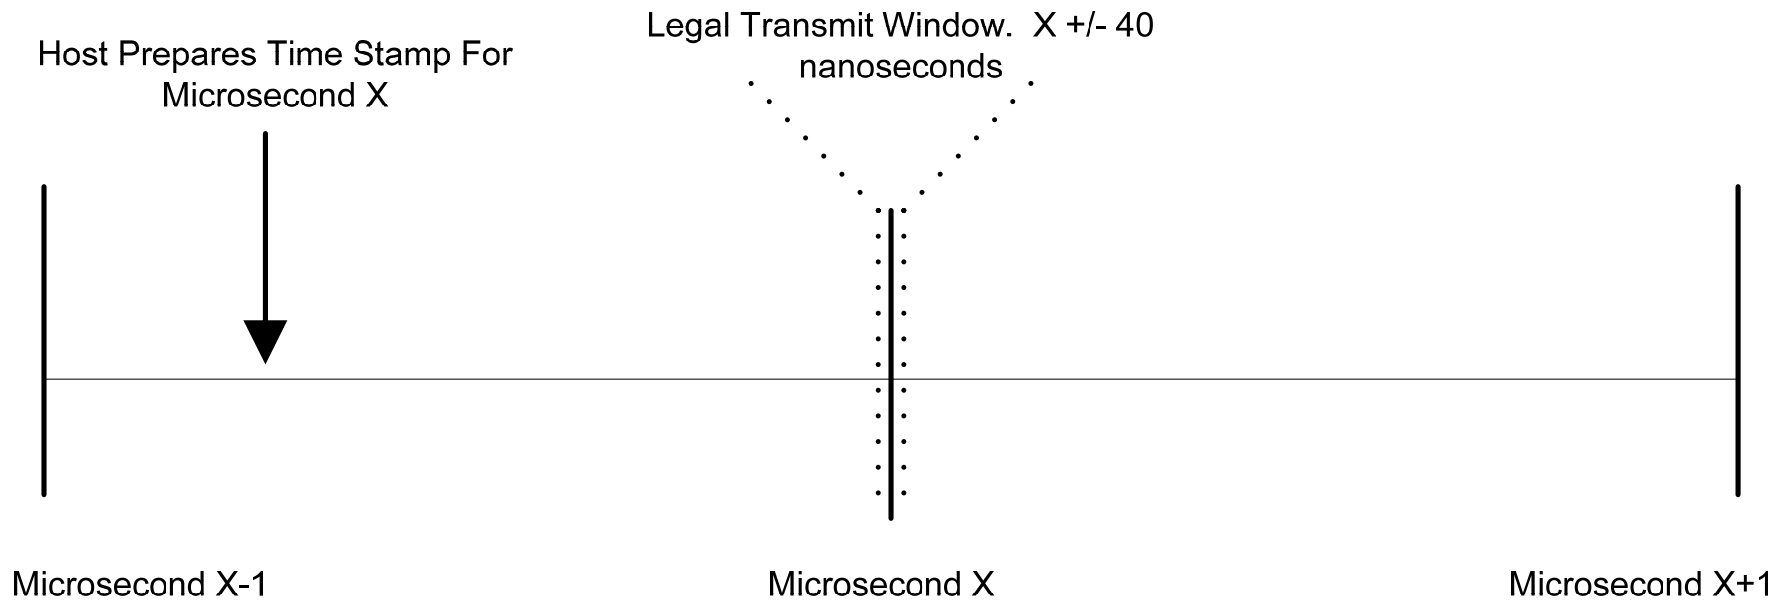 Host Prepares Time Stamp For
Microsecond X
Legal Transmit Window.  X +/- 40
nanoseconds
Microsecond X-1
Microsecond X
Microsecond X+1